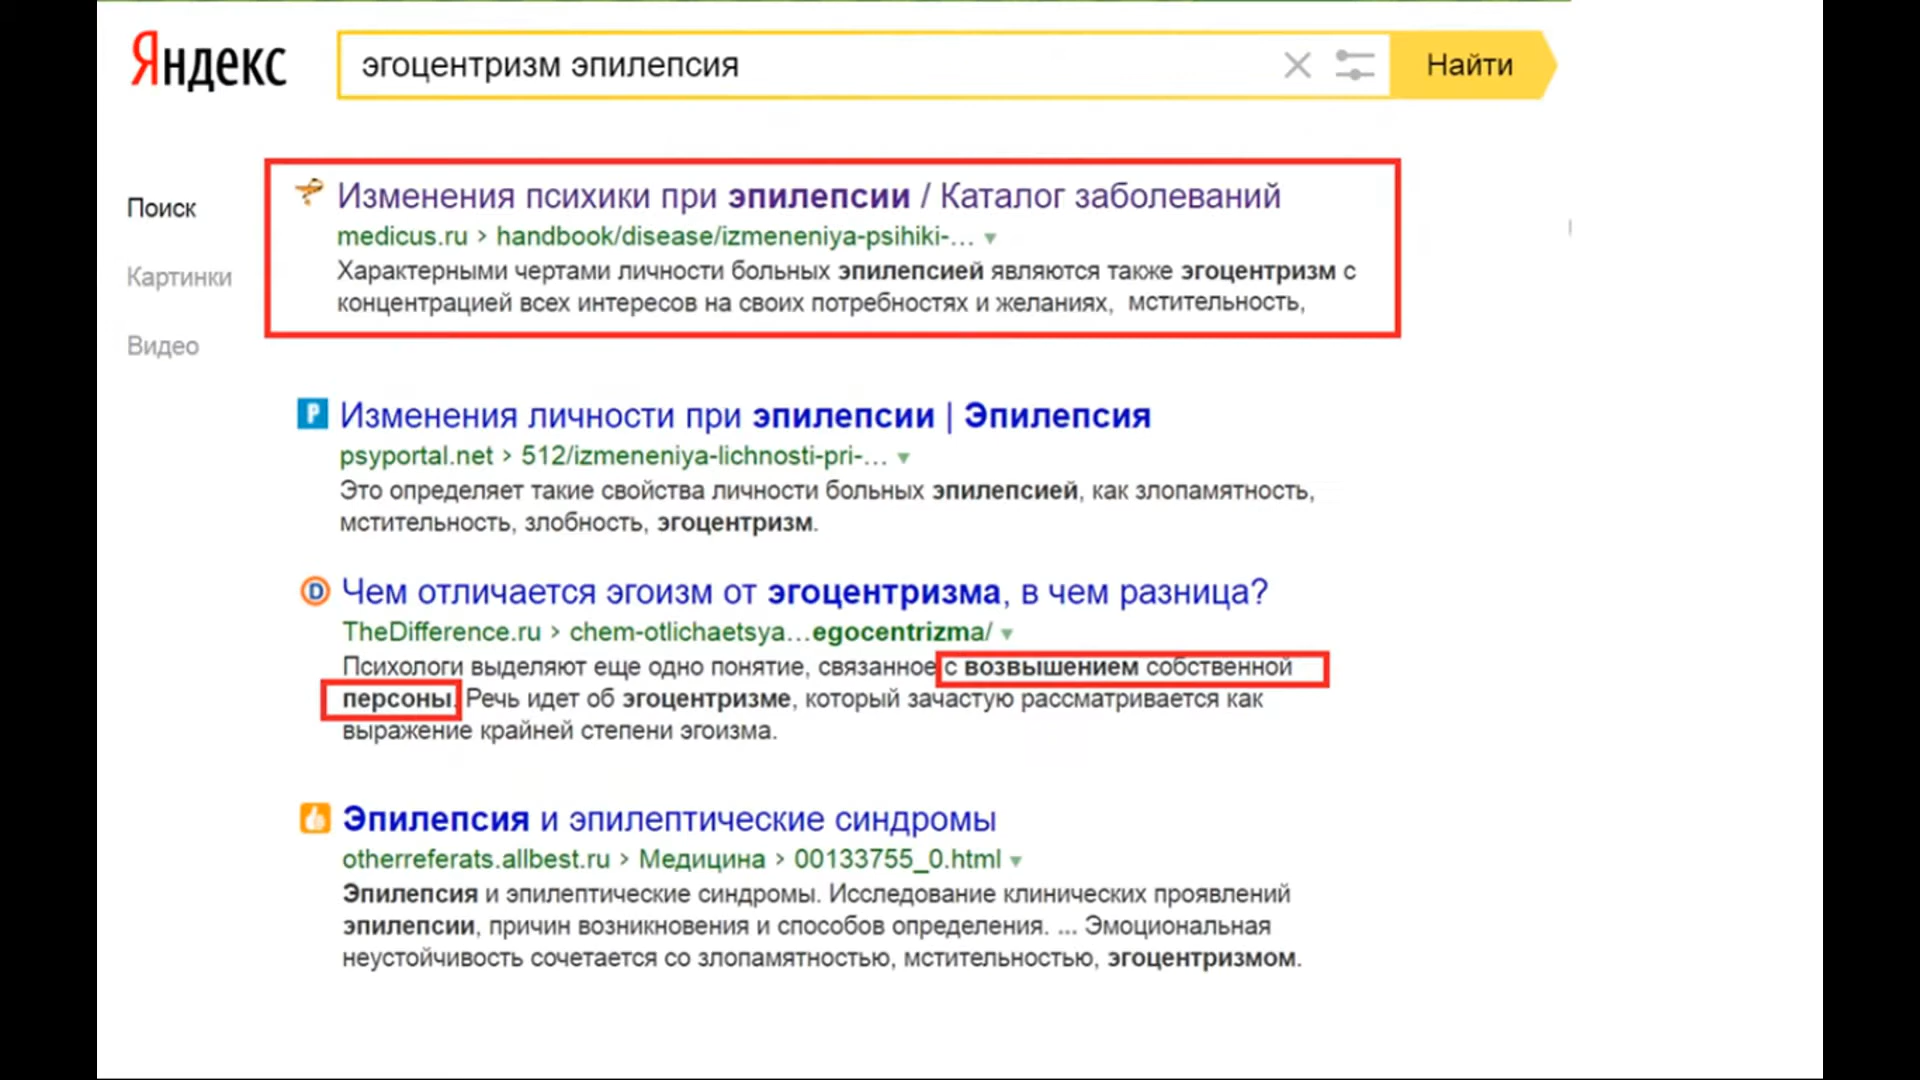 Яндекс
эгоцентризм эпилепсия
Найти
Поиск
Картинки
Видео
Изменения психики при эпилепсии / Каталог заболеваний
medicus.ru > handbook/disease/izmeneniya-psihiki-...
Характерными чертами личности больных эпилепсией являются также эгоцентризм с
концентрацией всех интересов на своих потребностях и желаниях, мстительность,
P Изменения личности при эпилепсии | Эпилепсия
psyportal.net > 512/izmeneniya-lichnosti-pri-...
Это определяет такие свойства личности больных эпилепсией, как злопамятность,
мстительность, злобность, эгоцентризм.
D Чем отличается эгоизм от эгоцентризма, в чем разница?
TheDifference.ru > chem-otlichaetsya...egocentrizma/
Психологи выделяют еще одно понятие, связанное с возвышением собственной
персоны. Речь идет об эгоцентризме, который зачастую рассматривается как
выражение крайней степени эгоизма.
Эпилепсия и эпилептические синдромы
otherreferats.allbest.ru > Медицина > 00133755_0.html
Эпилепсия и эпилептические синдромы. Исследование клинических проявлений
эпилепсии, причин возникновения и способов определения. ... Эмоциональная
неустойчивость сочетается со злопамятностью, мстительностью, эгоцентризмом.